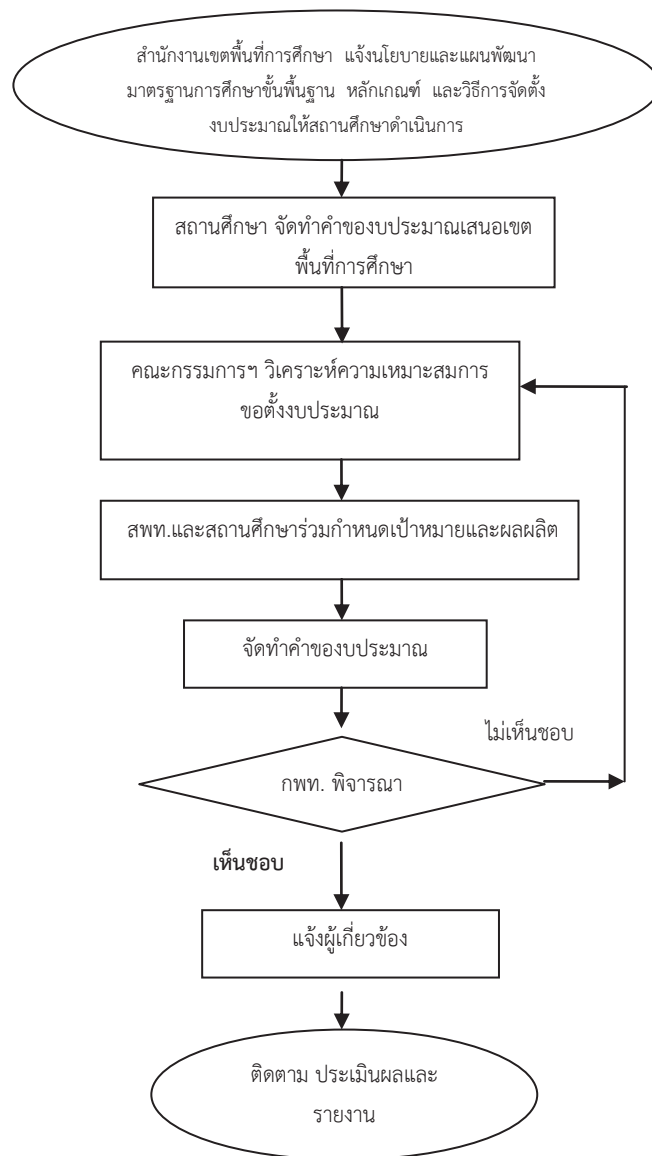 สำนักงานเขตพื้นที่การศึกษา แจ้งนโยบายและแผนพัฒนา
มาตรฐานการศึกษาขั้นพื้นฐาน หลักเกณฑ์ และวิธีการจัดตั้ง
งบประมาณให้สถานศึกษาดำเนินการ
สถานศึกษา จัดทำคำของบประมาณเสนอเขต
พื้นที่การศึกษา
คณะกรรมการฯ วิเคราะห์ความเหมาะสมการ
ขอตั้งงบประมาณ
สพท.และสถานศึกษาร่วมกำหนดเป้าหมายและผลผลิต
จัดทำคำของบประมาณ
ไม่เห็นชอบ
กพท. พิจารณา
เห็นชอบ
แจ้งผู้เกี่ยวข้อง
ติดตาม ประเมินผลและ
รายงาน